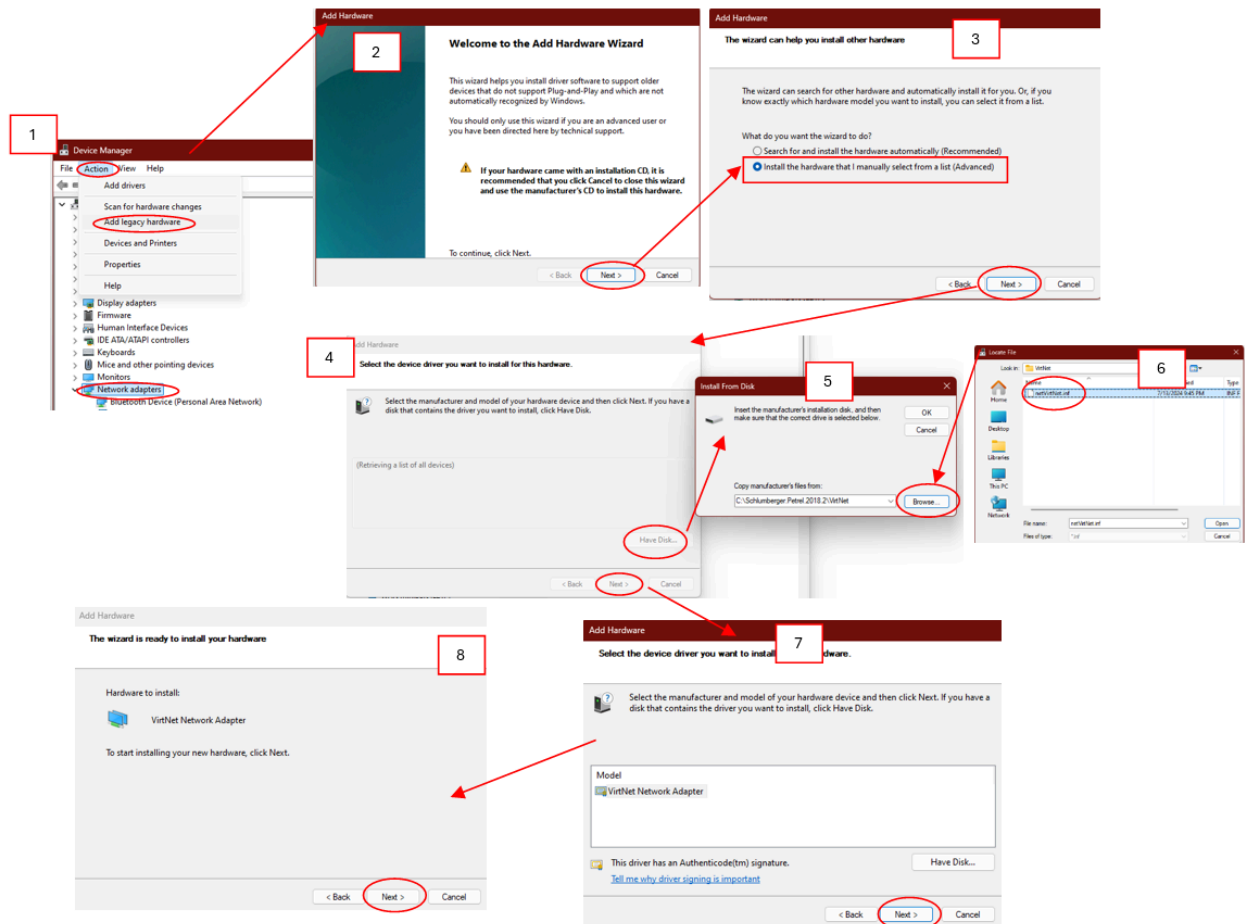 1
Device Manager
File Action View Help
Add drivers
Scan for hardware changes
Add legacy hardware
Devices and Printers
Properties
Help
Display adapters
Firmware
Human Interface Devices
IDE ATA/ATAPI controllers
Keyboards
Mice and other pointing devices
Monitors
Network adapters
Bluetooth Device (Personal Area Network)
Add Hardware
2
Welcome to the Add Hardware Wizard
This wizard helps you install driver software to support older
devices that do not support Plug-and-Play and which are not
automatically recognized by Windows.
You should only use this wizard if you are an advanced user or
you have been directed here by technical support.
If your hardware came with an installation CD, it is
recommended that you click Cancel to close this wizard
and use the manufacturer's CD to install this hardware.
To continue, click Next.
< Back Next > Cancel
Add Hardware
3
The wizard can help you install other hardware
The wizard can search for other hardware and automatically install it for you. Or, if you
know exactly which hardware model you want to install, you can select it from a list.
What do you want the wizard to do?
Search for and install the hardware automatically (Recommended)
Install the hardware that I manually select from a list (Advanced)
< Back Next > Cancel
4
Add Hardware
Select the device driver you want to install for this hardware.
Select the manufacturer and model of your hardware device and then click Next. If you have a
disk that contains the driver you want to install, click Have Disk.
(Retrieving a list of all devices)
Have Disk...
< Back Next > Cancel
5
Install From Disk
Insert the manufacturer's installation disk, and then
make sure that the correct drive is selected below.
OK
Cancel
Copy manufacturer's files from:
C:\Schlumberger.Petrel.2018.2\VirtNet
Browse...
6
Locate File
Look in: VirtNet
Name Type
netVirtNet.inf 7/13/2024 9:45 PM INF F
Home
Desktop
Libraries
This PC
Network
File name: netVirtNet.inf Open
Files of type: *.inf Cancel
7
Add Hardware
Select the device driver you want to install dware.
Select the manufacturer and model of your hardware device and then click Next. If you have a
disk that contains the driver you want to install, click Have Disk.
Model
VirtNet Network Adapter
This driver has an Authenticode(tm) signature.
Have Disk...
Tell me why driver signing is important
< Back Next > Cancel
Add Hardware
8
The wizard is ready to install your hardware
Hardware to install:
VirtNet Network Adapter
To start installing your new hardware, click Next.
< Back Next > Cancel